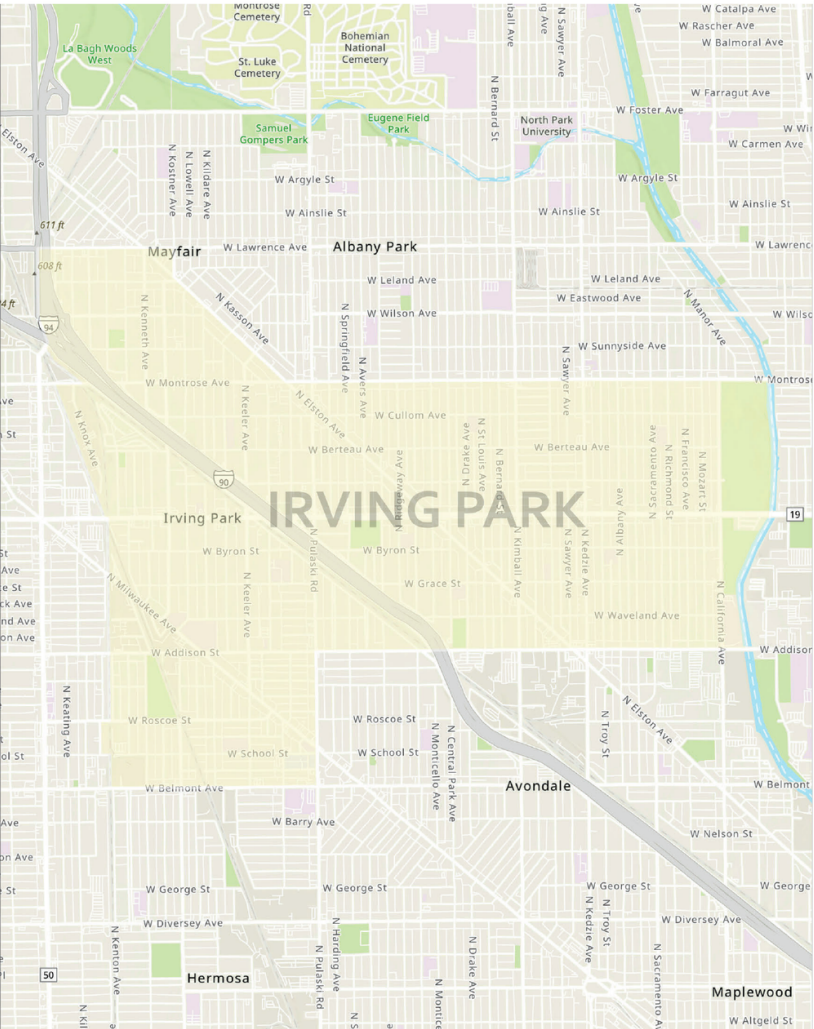 Montrose
Cemetery
Rd
Bohemian
National
Cemetery
N Sawyer Ave
W Catalpa Ave
W Rascher Ave
W Balmoral Ave
La Bagh Woods
West
St. Luke
Cemetery
N Bernard St
W Farragut Ave
W Foster Ave
Elston Ave
Samuel
Gompers Park
Eugene Field
Park
North Park
University
W Carmen Ave
N Kostner Ave
N Lowell Ave
N Kildare Ave
W Argyle St
W Argyle St
W Ainslie St
W Ainslie St
W Ainslie St
611 ft
Mayfair
W Lawrence Ave
Albany Park
W Lawrenc
608 ft
4 ft
W Leland Ave
W Leland Ave
W Eastwood Ave
N Kenneth Ave
N Kasson Ave
N Springfield Ave
W Wilson Ave
N Manor Ave
W Wils
94
N Avers Ave
W Sunnyside Ave
N Sawyer Ave
W Montrose Ave
W Montros
N Keeler Ave
N Elston Ave
W Cullom Ave
N Knox Ave
W Berteau Ave
N Ridgeway Ave
N Drake Ave
N St Louis Ave
N Bernard St
W Berteau Ave
N Sacramento Ave
N Richmond St
N Francisco Ave
N Mozart St
90
IRVING PARK
N Albany Ave
19
Irving Park
N Pulaski Rd
W Byron St
W Byron St
N Kimball Ave
N Sawyer Ave
N Kedzie Ave
N Milwaukee Ave
N Keeler Ave
W Grace St
N California Ave
W Waveland Ave
W Addison St
W Addison
N Keating Ave
W Roscoe St
W Roscoe St
N Monticello Ave
N Central Park Ave
N Troy St
N Elston Ave
W School St
W School St
W Belmont Ave
Avondale
W Belmont
W Barry Ave
W Nelson St
W George St
W George St
W George St
W George
W Diversey Ave
N Kenton Ave
N Harding Ave
N Kedzie Ave
N Troy St
W Diversey Ave
50
Hermosa
N Pulaski Rd
N Drake Ave
N Sacramento A
Maplewood
W Altgeld St